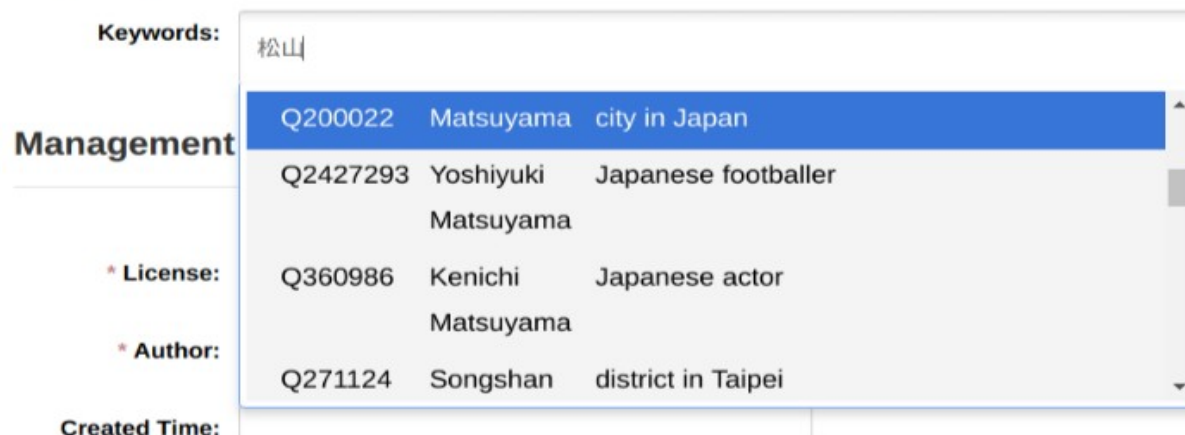 Keywords:
松山
Q200022 Matsuyama city in Japan
Management
Q2427293 Yoshiyuki Japanese footballer
Matsuyama
* License:
Q360986 Kenichi Japanese actor
Matsuyama
* Author:
Q271124 Songshan district in Taipei
Created Time: